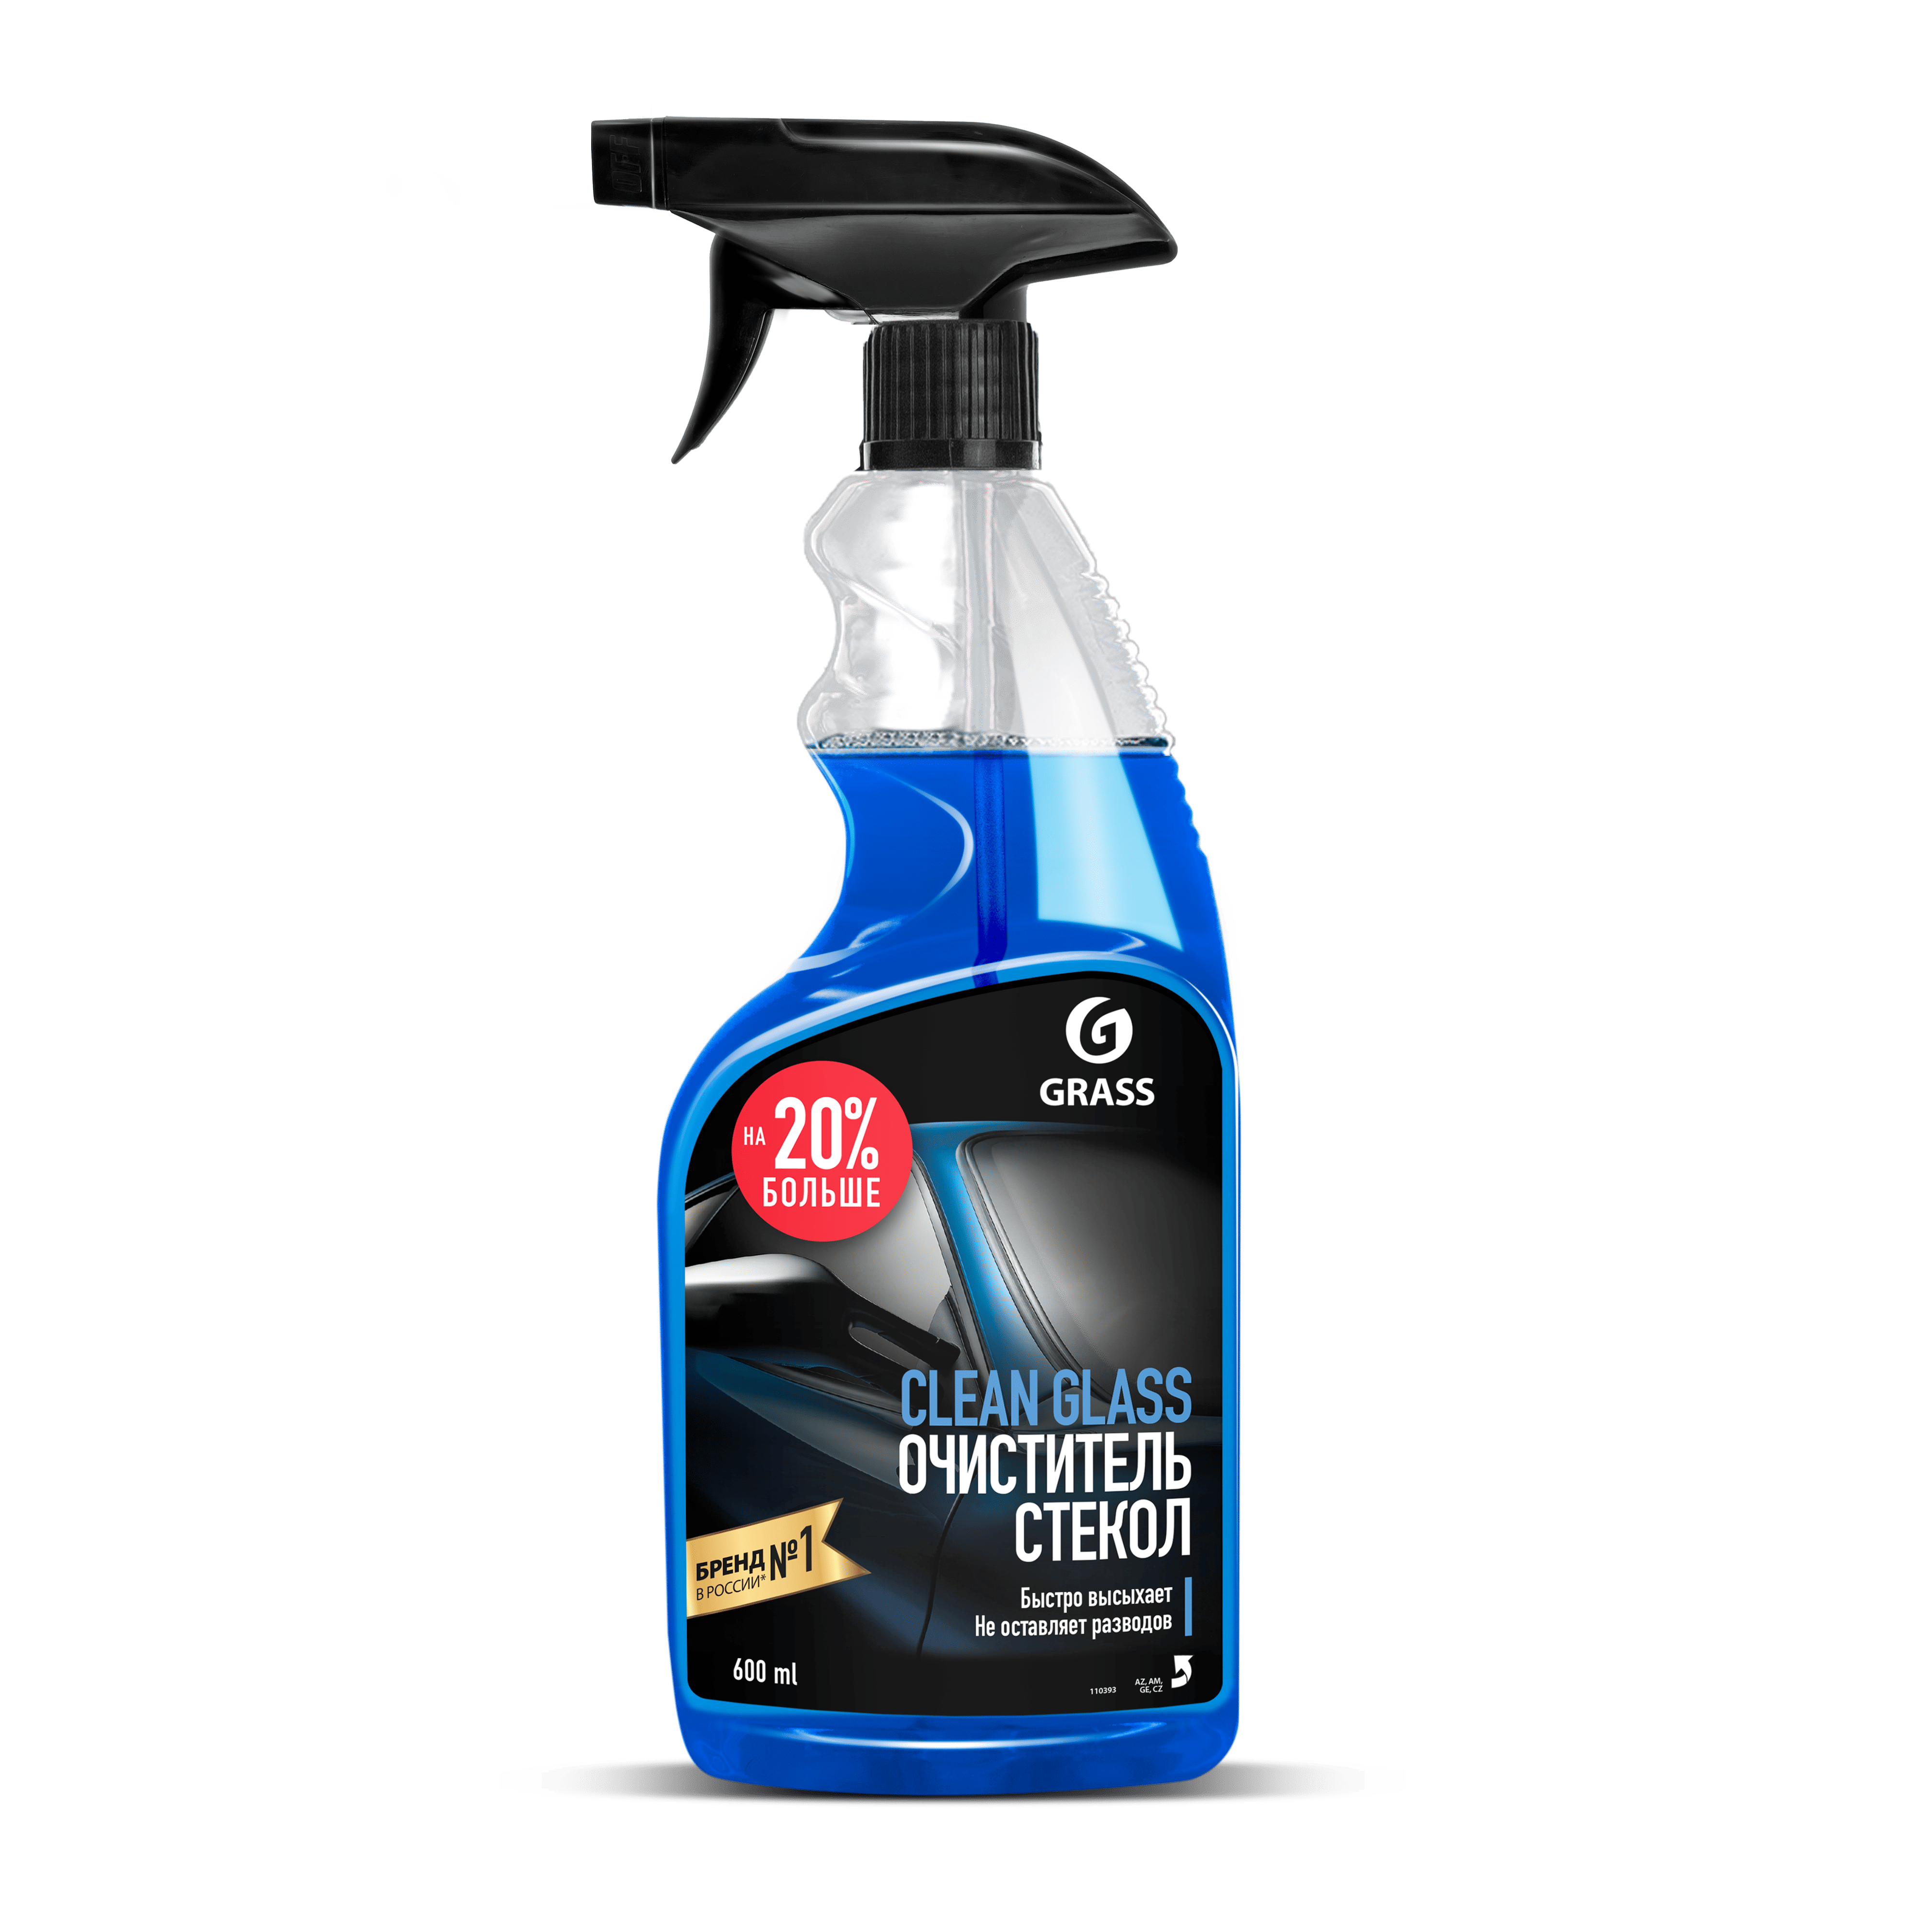 OFF
GRASS
НА 20%
БОЛЬШЕ
CLEAN GLASS
ОЧИСТИТЕЛЬ
СТЕКОЛ
БРЕНД №1
В РОССИИ*
Быстро высыхает
Не оставляет разводов
600 ml
110393
AZ, AM,
GE, CZ